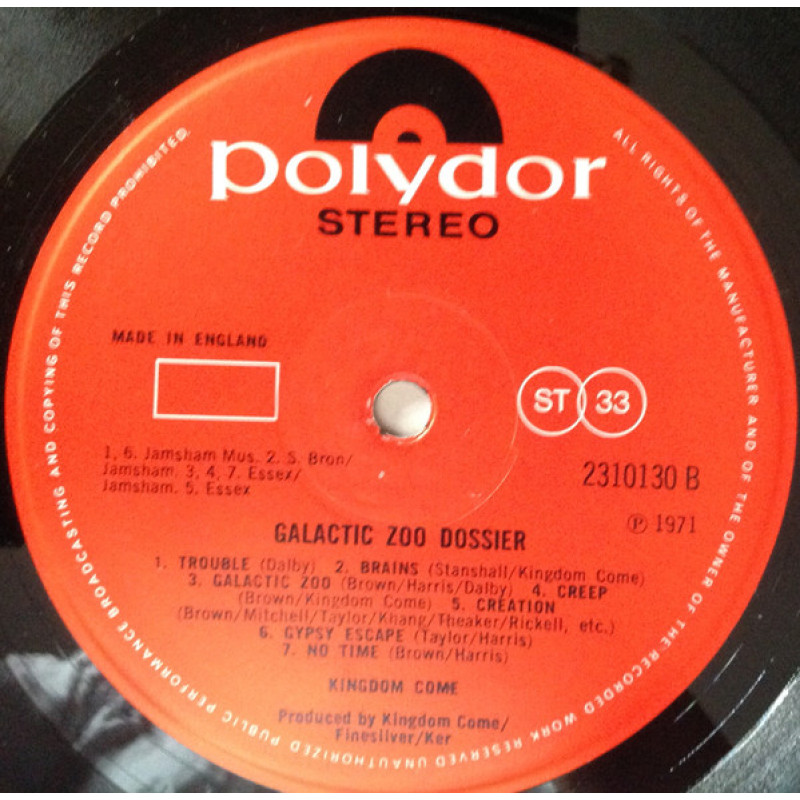 polydor
STEREO
MADE IN ENGLAND
ST 33
1, 6. Jamsham Mus. 2. S. Bron/
Jamsham. 3, 4, 7. Essex/
Jamsham. 5. Essex
2310130 B
℗ 1971
GALACTIC ZOO DOSSIER
1. TROUBLE (Dalby) 2. BRAINS (Stanshall/Kingdom Come)
3. GALACTIC ZOO (Brown/Harris/Dalby) 4. CREEP
(Brown/Kingdom Come) 5. CREATION
(Brown/Mitchell/Taylor/Khang/Theaker/Rickell, etc.)
6. GYPSY ESCAPE (Taylor/Harris)
7. NO TIME (Brown/Harris)
KINGDOM COME
Produced by Kingdom Come/
Finesilver/Ker
ALL RIGHTS OF THE MANUFACTURER AND OF THE OWNER OF THE RECORDED WORK RESERVED UNAUTHORIZED PUBLIC PERFORMANCE BROADCASTING AND COPYING OF THIS RECORD PROHIBITED.